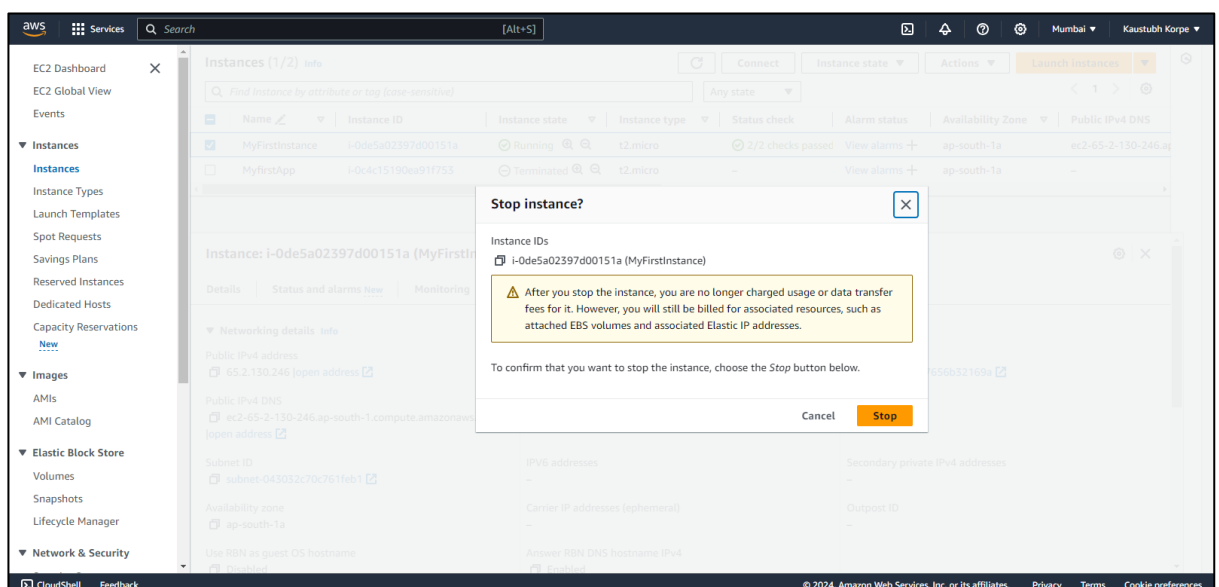 aws
Services
Search
[Alt+S]
Mumbai
Kaustubh Korpe
EC2 Dashboard
EC2 Global View
Events
Instances
Instances
Instance Types
Launch Templates
Spot Requests
Savings Plans
Reserved Instances
Dedicated Hosts
Capacity Reservations
New
Images
AMIs
AMI Catalog
Elastic Block Store
Volumes
Snapshots
Lifecycle Manager
Network & Security
Instances (1/2) Info
Connect
Instance state
Actions
Launch instances
Find Instance by attribute or tag (case-sensitive)
Any state
1
Name Instance ID Instance state Instance type Status check Alarm status Availability Zone Public IPv4 DNS
MyFirstInstance i-0de5a02397d00151a Running t2.micro 2/2 checks passed View alarms + ap-south-1a ec2-65-2-130-246.ap
MyfirstApp i-0c4c15190ea91f753 Terminated t2.micro – View alarms + ap-south-1a –
Stop instance?
Instance IDs
i-0de5a02397d00151a (MyFirstInstance)
After you stop the instance, you are no longer charged usage or data transfer
fees for it. However, you will still be billed for associated resources, such as
attached EBS volumes and associated Elastic IP addresses.
To confirm that you want to stop the instance, choose the Stop button below.
Cancel
Stop
Instance: i-0de5a02397d00151a (MyFirstIn
Details
Status and alarms New
Monitoring
Networking details Info
Public IPv4 address
65.2.130.246 |open address
Public IPv4 DNS
ec2-65-2-130-246.ap-south-1.compute.amazonaws
|open address
Subnet ID
subnet-043032c70c761feb1
IPV6 addresses
–
Secondary private IPv4 addresses
–
Availability zone
ap-south-1a
Carrier IP addresses (ephemeral)
–
Outpost ID
–
Use RBN as guest OS hostname
Disabled
Answer RBN DNS hostname IPv4
Enabled
CloudShell
Feedback
© 2024, Amazon Web Services, Inc. or its affiliates.
Privacy
Terms
Cookie preferences